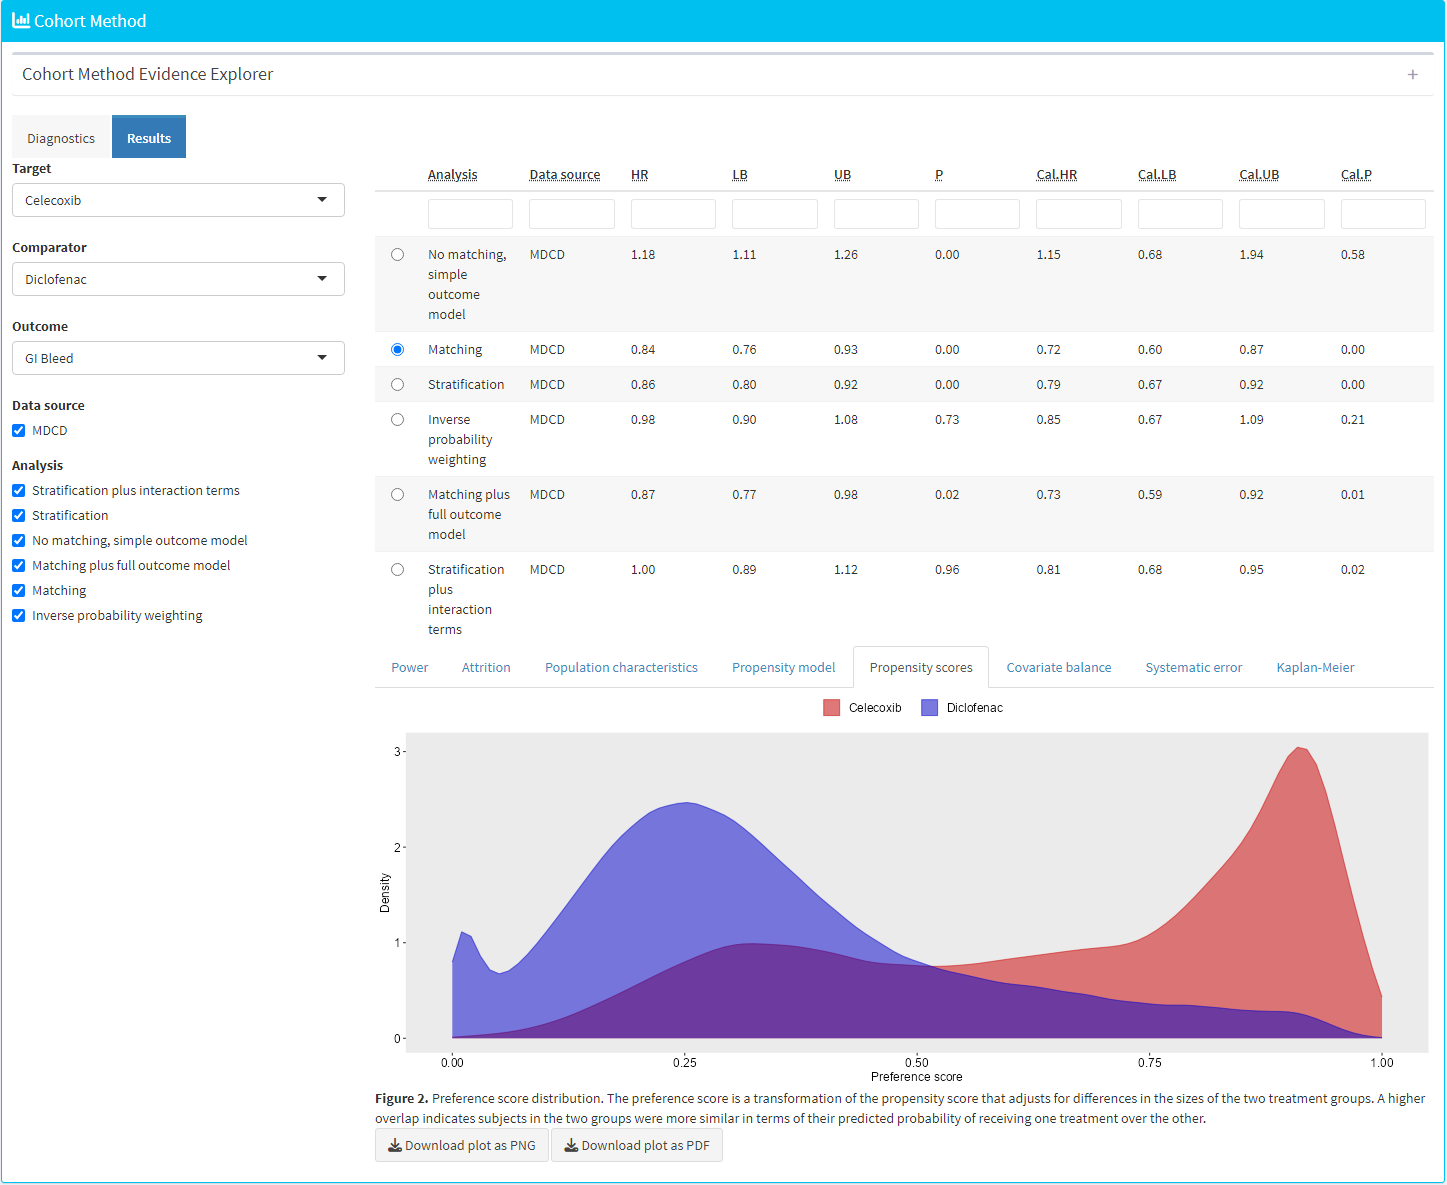 Cohort Method
Cohort Method Evidence Explorer
+
Diagnostics
Results
Target
Celecoxib
Comparator
Diclofenac
Outcome
GI Bleed
Data source
MDCD
Analysis
Stratification plus interaction terms
Stratification
No matching, simple outcome model
Matching plus full outcome model
Matching
Inverse probability weighting
Analysis Data source HR LB UB P Cal.HR Cal.LB Cal.UB Cal.P
No matching, MDCD 1.18 1.11 1.26 0.00 1.15 0.68 1.94 0.58
simple
outcome
model
Matching MDCD 0.84 0.76 0.93 0.00 0.72 0.60 0.87 0.00
Stratification MDCD 0.86 0.80 0.92 0.00 0.79 0.67 0.92 0.00
Inverse MDCD 0.98 0.90 1.08 0.73 0.85 0.67 1.09 0.21
probability
weighting
Matching plus MDCD 0.87 0.77 0.98 0.02 0.73 0.59 0.92 0.01
full outcome
model
Stratification MDCD 1.00 0.89 1.12 0.96 0.81 0.68 0.95 0.02
plus
interaction
terms
Power Attrition Population characteristics Propensity model Propensity scores Covariate balance Systematic error Kaplan-Meier
Celecoxib Diclofenac
3
2
1
0
Density
0.00 0.25 0.50 0.75 1.00
Preference score
Figure 2. Preference score distribution. The preference score is a transformation of the propensity score that adjusts for differences in the sizes of the two treatment groups. A higher
overlap indicates subjects in the two groups were more similar in terms of their predicted probability of receiving one treatment over the other.
Download plot as PNG
Download plot as PDF